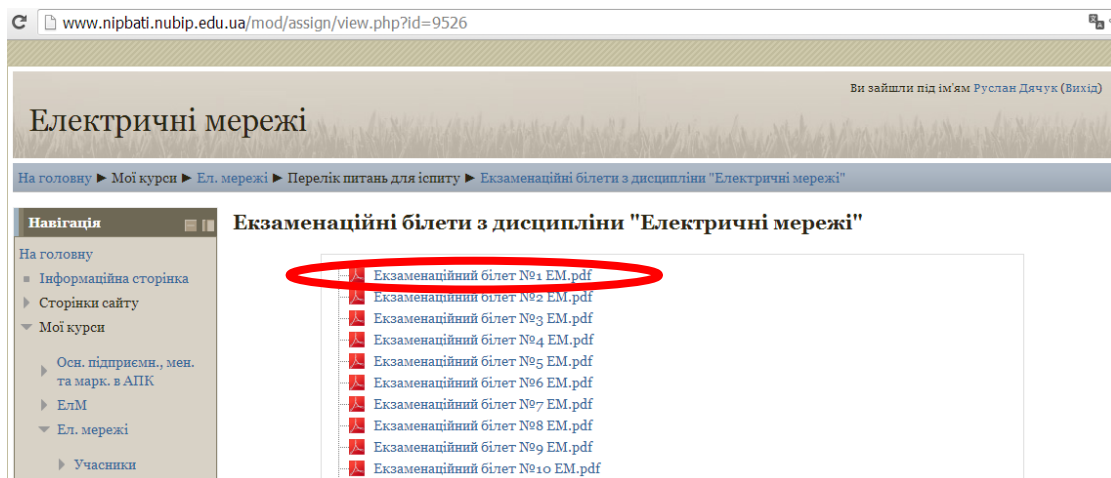 www.nipbati.nubip.edu.ua/mod/assign/view.php?id=9526
Ви зайшли під ім'ям Руслан Дячук (Вихід)
Електричні мережі
На головну ► Мої курси ► Ел. мережі ► Перелік питань для іспиту ► Екзаменаційні білети з дисципліни "Електричні мережі"
Навігація
На головну
Інформаційна сторінка
Сторінки сайту
Мої курси
Осн. підприємн., мен.
та марк. в АПК
ЕлМ
Ел. мережі
Учасники
Екзаменаційні білети з дисципліни "Електричні мережі"
Екзаменаційний білет №1 ЕМ.pdf
Екзаменаційний білет №2 ЕМ.pdf
Екзаменаційний білет №3 ЕМ.pdf
Екзаменаційний білет №4 ЕМ.pdf
Екзаменаційний білет №5 ЕМ.pdf
Екзаменаційний білет №6 ЕМ.pdf
Екзаменаційний білет №7 ЕМ.pdf
Екзаменаційний білет №8 ЕМ.pdf
Екзаменаційний білет №9 ЕМ.pdf
Екзаменаційний білет №10 ЕМ.pdf